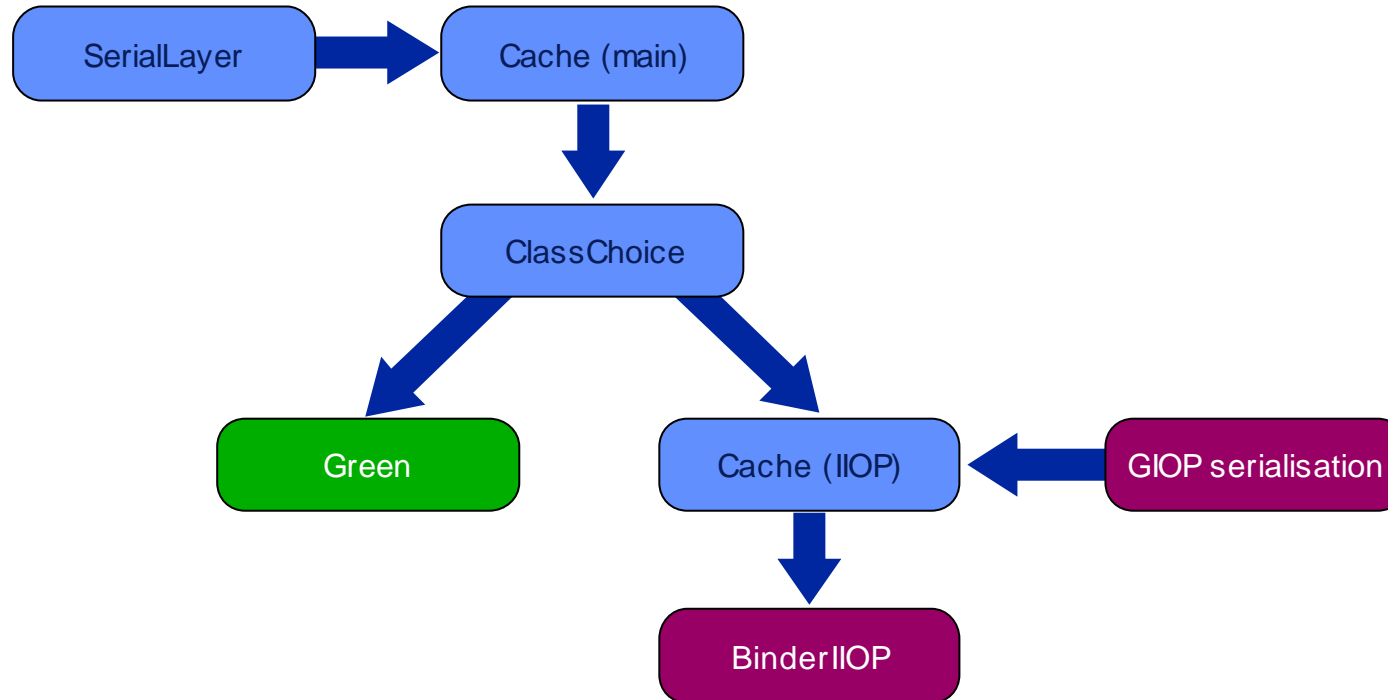 SerialLayer
Cache (main)
ClassChoice
Green
Cache (IIOP)
GIOP serialisation
BinderIIOP